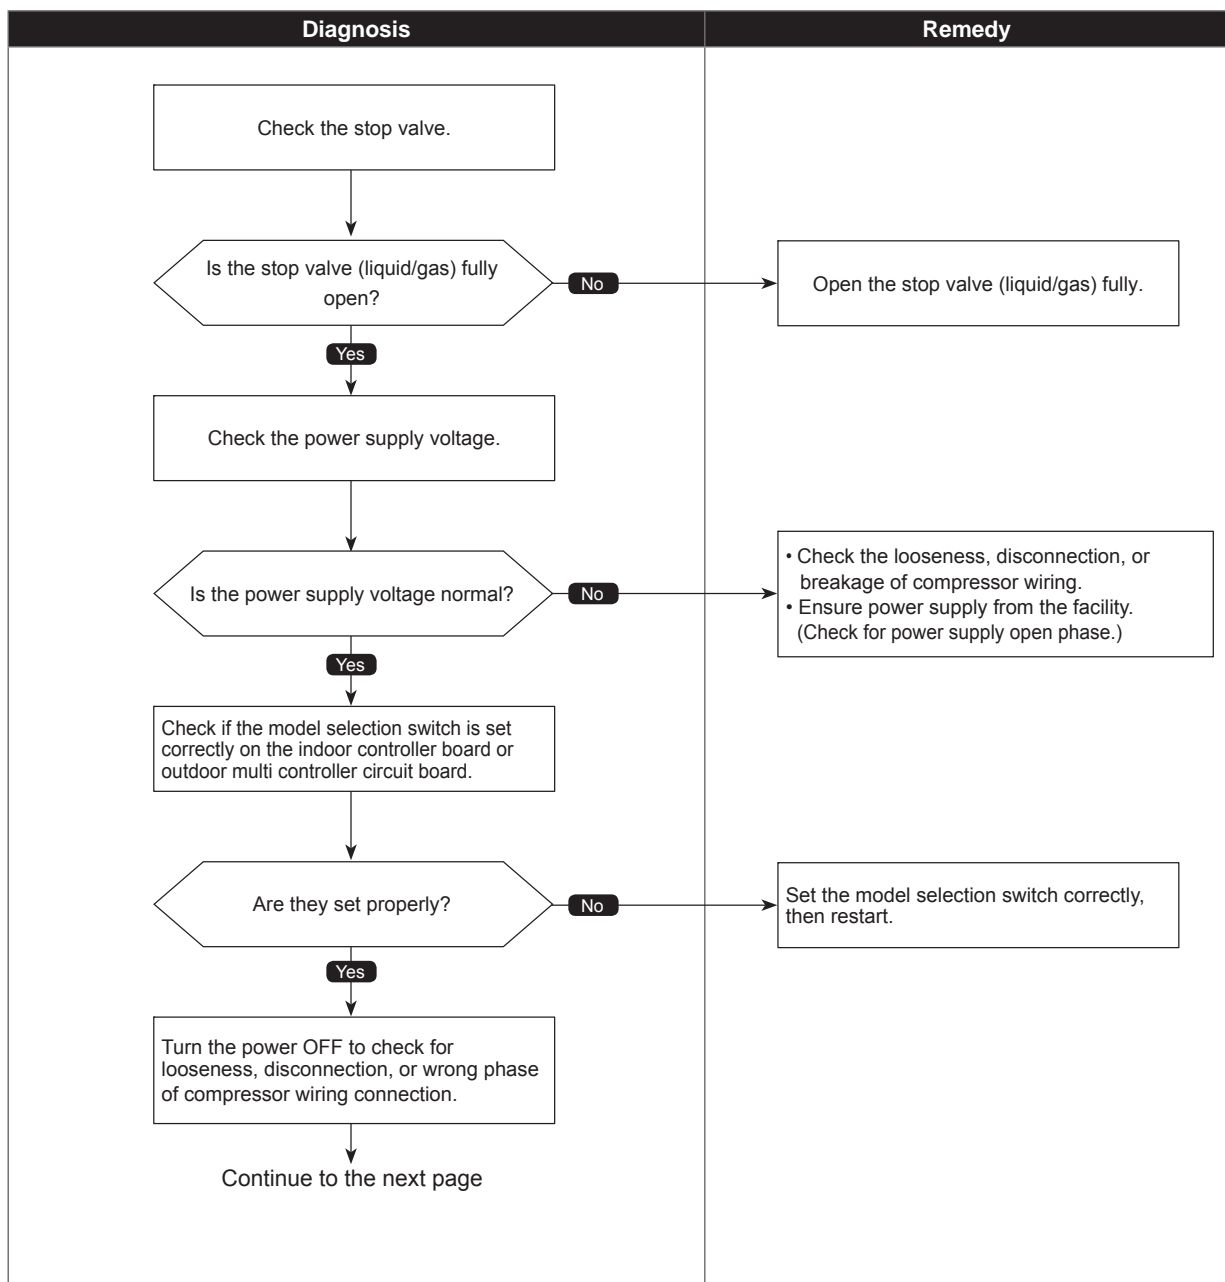 Diagnosis
Remedy
Check the stop valve.
Is the stop valve (liquid/gas) fully
open?
No
Open the stop valve (liquid/gas) fully.
Yes
Check the power supply voltage.
Is the power supply voltage normal?
No
• Check the looseness, disconnection, or
breakage of compressor wiring.
• Ensure power supply from the facility.
(Check for power supply open phase.)
Yes
Check if the model selection switch is set
correctly on the indoor controller board or
outdoor multi controller circuit board.
Are they set properly?
No
Set the model selection switch correctly,
then restart.
Yes
Turn the power OFF to check for
looseness, disconnection, or wrong phase
of compressor wiring connection.
Continue to the next page